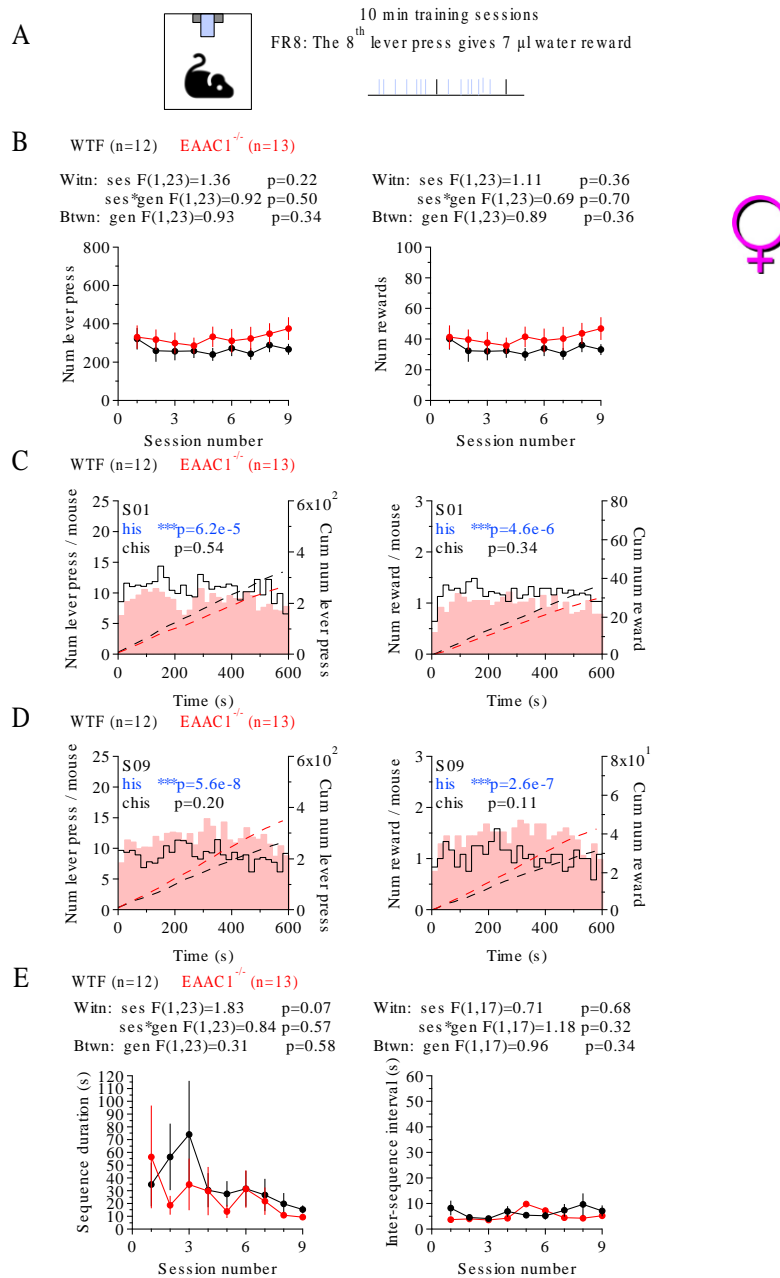 A
10 min training sessions
FR8: The 8th lever press gives 7 µl water reward
B
WTF (n=12) EAAC1-/- (n=13)
Witn: ses F(1,23)=1.36 p=0.22
ses*gen F(1,23)=0.92 p=0.50
Btwn: gen F(1,23)=0.93 p=0.34
Num lever press
800
600
400
200
0
0 3 6 9
Session number
Witn: ses F(1,23)=1.11 p=0.36
ses*gen F(1,23)=0.69 p=0.70
Btwn: gen F(1,23)=0.89 p=0.36
Num rewards
100
80
60
40
20
0
0 3 6 9
Session number
C
WTF (n=12) EAAC1-/- (n=13)
S01
his ***p=6.2e-5
chis p=0.54
Num lever press / mouse
25
20
15
10
5
0
6x102
4
2
0
Cum num lever press
0 200 400 600
Time (s)
S01
his ***p=4.6e-6
chis p=0.34
Num reward / mouse
3
2
1
0
80
60
40
20
0
Cum num reward
0 200 400 600
Time (s)
D
WTF (n=12) EAAC1-/- (n=13)
S09
his ***p=5.6e-8
chis p=0.20
Num lever press / mouse
25
20
15
10
5
0
6x102
4
2
0
Cum num lever press
0 200 400 600
Time (s)
S09
his ***p=2.6e-7
chis p=0.11
Num reward / mouse
3
2
1
0
8x101
6
4
2
0
Cum num reward
0 200 400 600
Time (s)
E
WTF (n=12) EAAC1-/- (n=13)
Witn: ses F(1,23)=1.83 p=0.07
ses*gen F(1,23)=0.84 p=0.57
Btwn: gen F(1,23)=0.31 p=0.58
Sequence duration (s)
120
110
100
90
80
70
60
50
40
30
20
10
0
0 3 6 9
Session number
Witn: ses F(1,17)=0.71 p=0.68
ses*gen F(1,17)=1.18 p=0.32
Btwn: gen F(1,17)=0.96 p=0.34
Inter-sequence interval (s)
60
50
40
30
20
10
0
0 3 6 9
Session number